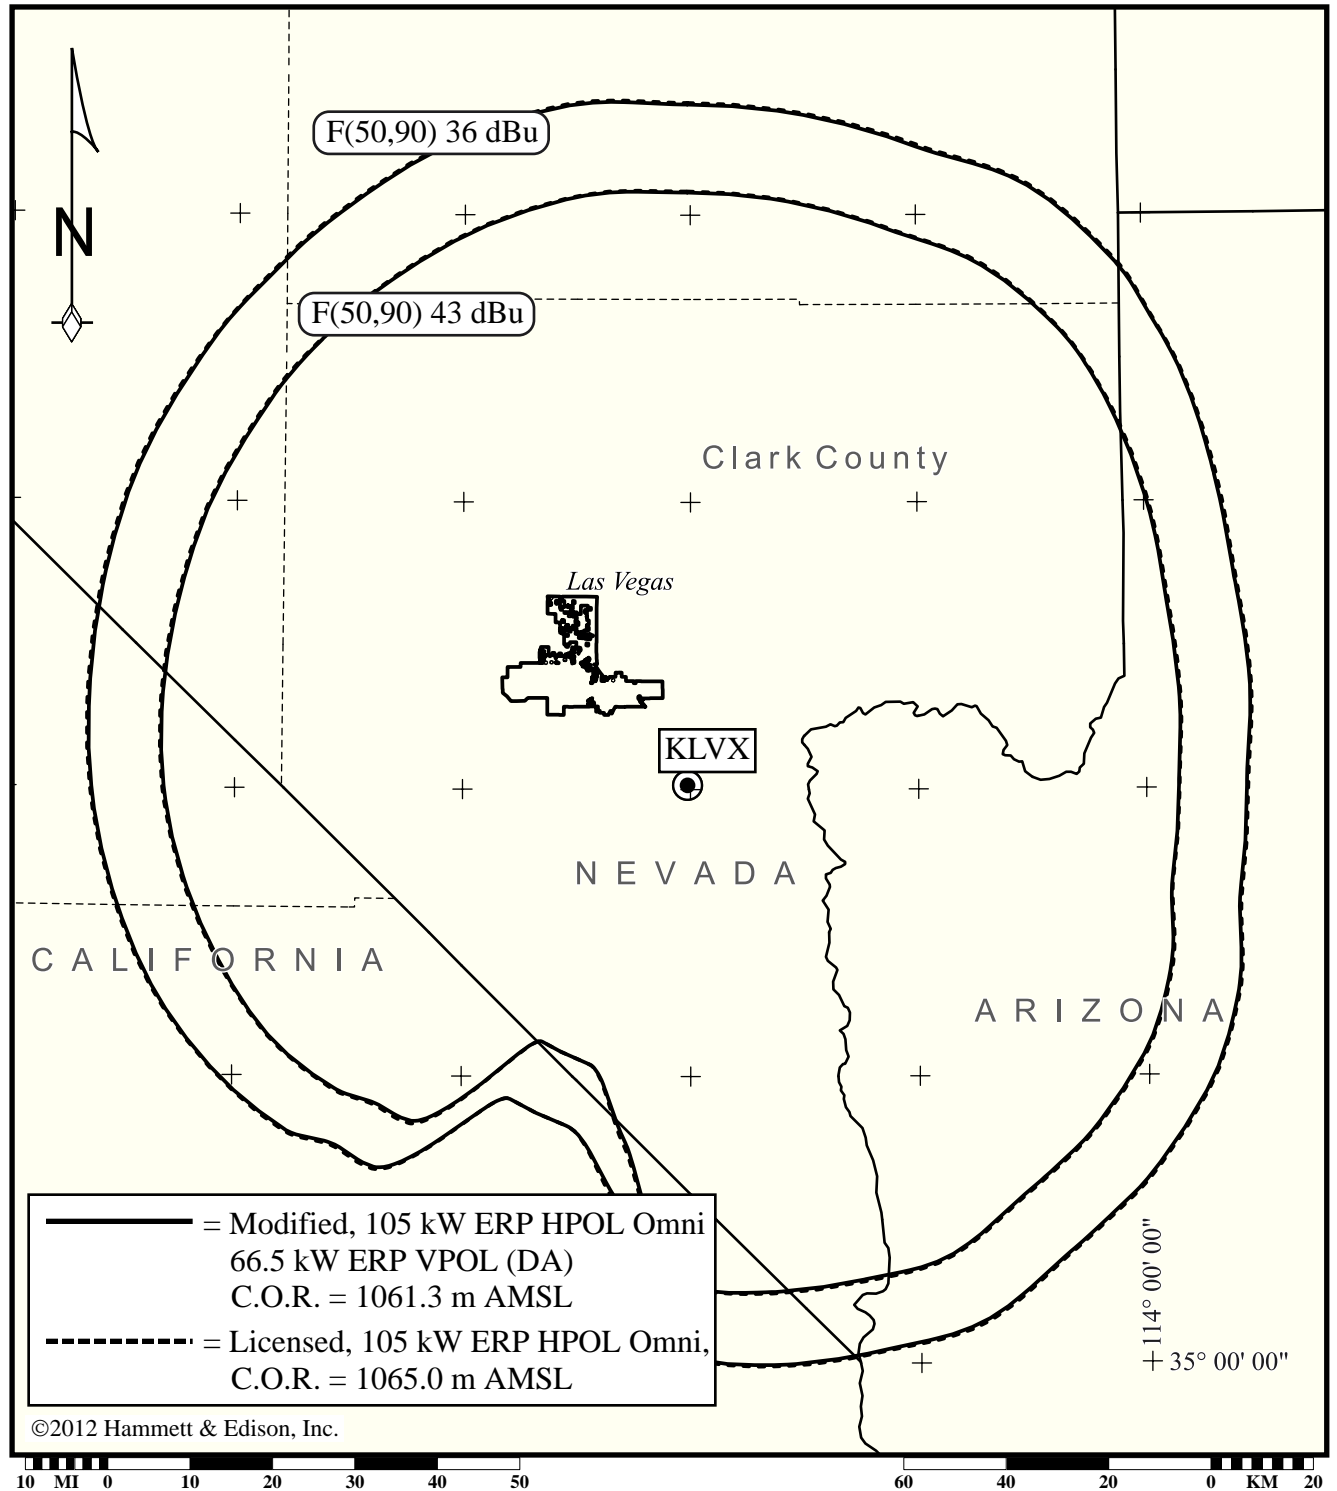 F(50,90) 36 dBu
N
F(50,90) 43 dBu
Clark County
Las Vegas
KLVX
NEVADA
CALIFORNIA
ARIZONA
= Modified, 105 kW ERP HPOL Omni
66.5 kW ERP VPOL (DA)
C.O.R. = 1061.3 m AMSL
= Licensed, 105 kW ERP HPOL Omni,
C.O.R. = 1065.0 m AMSL
114° 00' 00"
35° 00' 00"
©2012 Hammett & Edison, Inc.
10 MI 0 10 20 30 40 50
60 40 20 0 KM 20